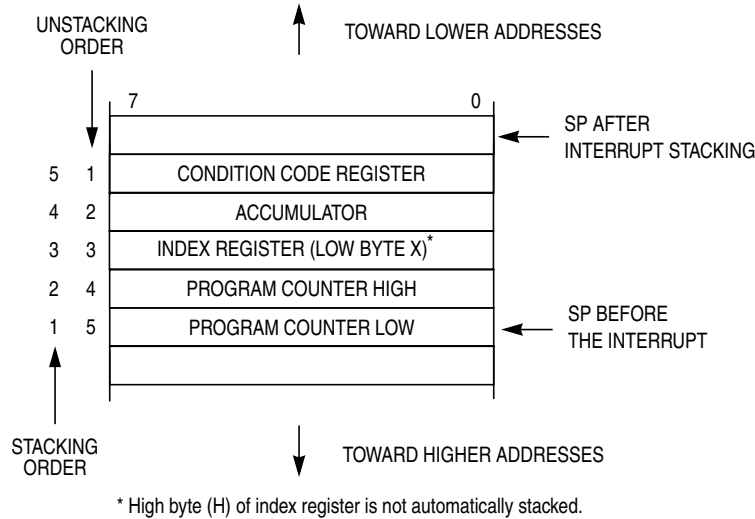 UNSTACKING
ORDER
TOWARD LOWER ADDRESSES
7 0
SP AFTER
INTERRUPT STACKING
5 1 CONDITION CODE REGISTER
4 2 ACCUMULATOR
3 3 INDEX REGISTER (LOW BYTE X)*
2 4 PROGRAM COUNTER HIGH
1 5 PROGRAM COUNTER LOW
SP BEFORE
THE INTERRUPT
STACKING
ORDER
TOWARD HIGHER ADDRESSES
* High byte (H) of index register is not automatically stacked.